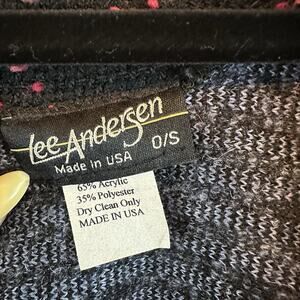 Lee Andersen
Made in USA O/S
65% Acrylic
35% Polyester
Dry Clean Only
MADE IN USA